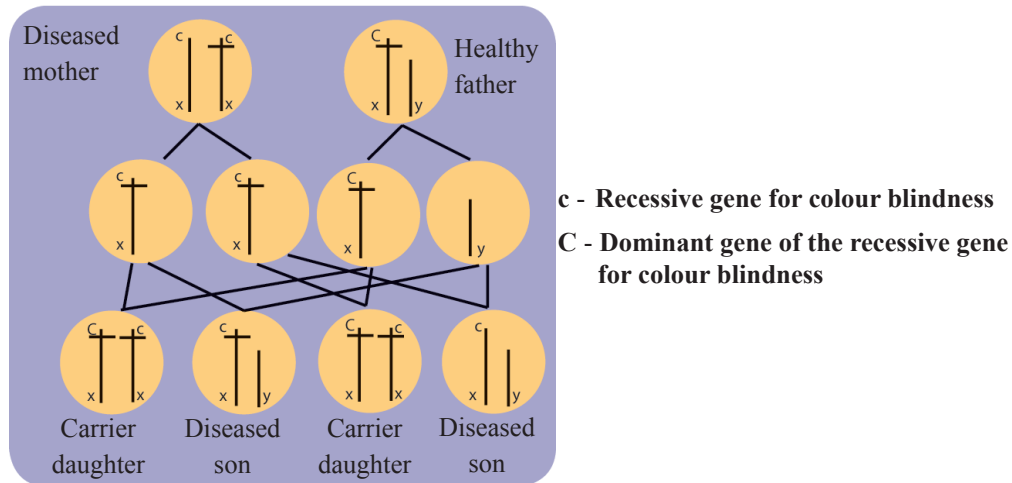 Diseased
mother
c c
x x
C
x y
Healthy
father
c
x
c
x
C
x
y
c - Recessive gene for colour blindness
C - Dominant gene of the recessive gene
for colour blindness
C c
x x
c
x y
C c
x x
c
x y
Carrier
daughter
Diseased
son
Carrier
daughter
Diseased
son